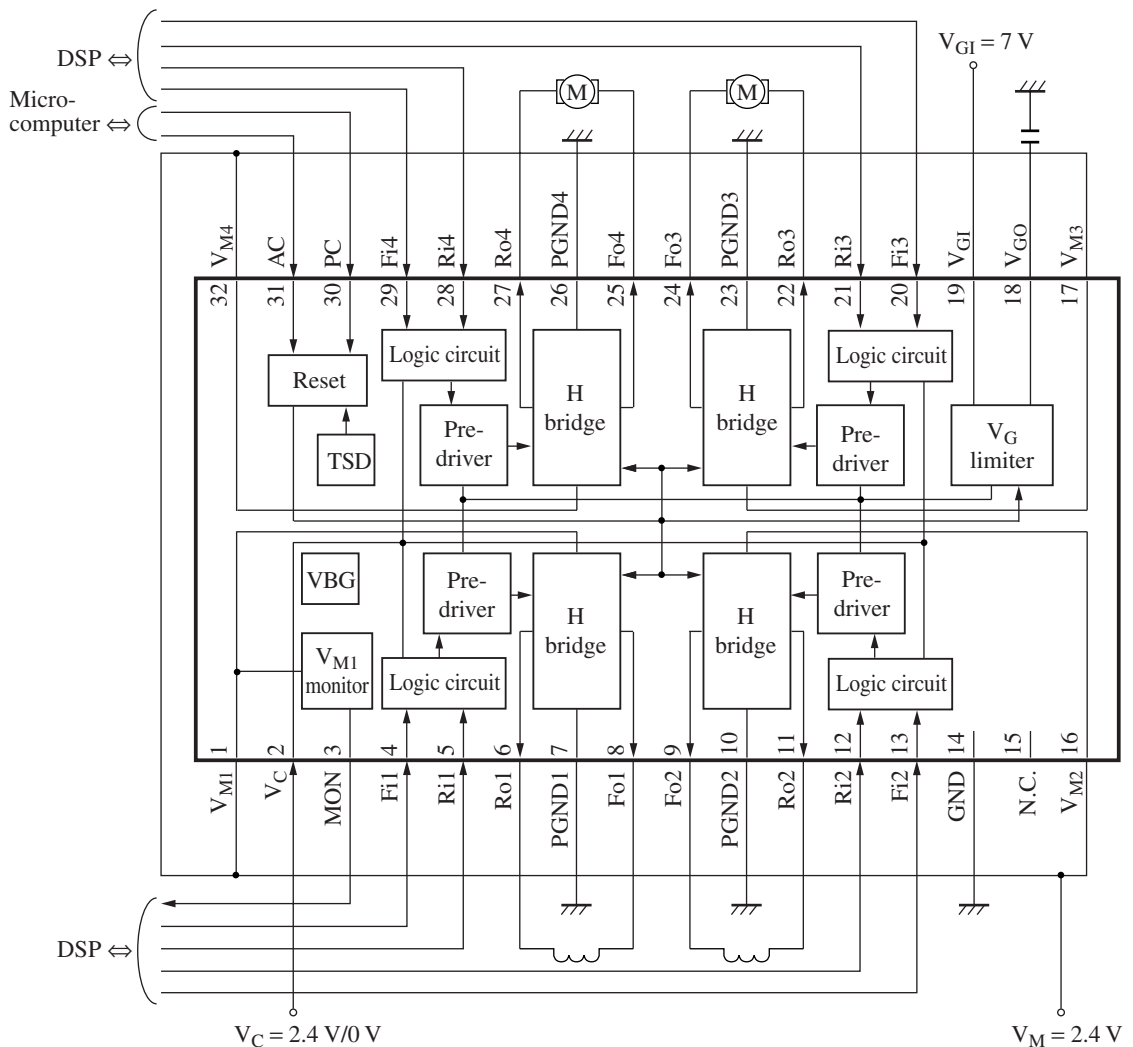 DSP ⇔
Micro-
computer ⇔
V_GI = 7 V
M
M
V_M4
AC
PC
Fi4
Ri4
Ro4
PGND4
Fo4
Fo3
PGND3
Ro3
Ri3
Fi3
V_GI
V_GO
V_M3
32
31
30
29
28
27
26
25
24
23
22
21
20
19
18
17
Reset
TSD
Logic circuit
Pre-
driver
H
bridge
H
bridge
Logic circuit
Pre-
driver
V_G
limiter
VBG
V_M1
monitor
Pre-
driver
Logic circuit
H
bridge
H
bridge
Pre-
driver
Logic circuit
1
2
3
4
5
6
7
8
9
10
11
12
13
14
15
16
V_M1
V_C
MON
Fi1
Ri1
Ro1
PGND1
Fo1
Fo2
PGND2
Ro2
Ri2
Fi2
GND
N.C.
V_M2
DSP ⇔
V_C = 2.4 V/0 V
V_M = 2.4 V